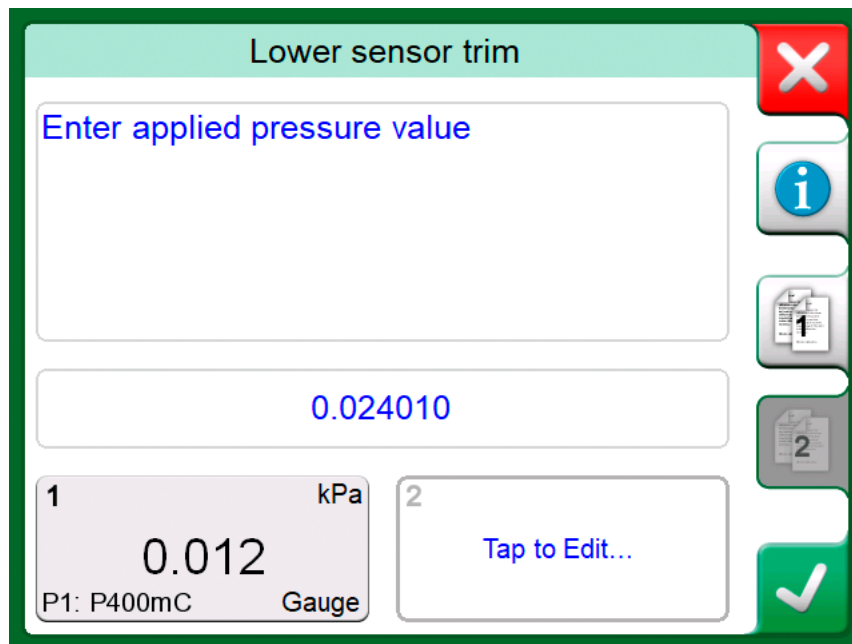 Lower sensor trim
Enter applied pressure value
0.024010
1 kPa
0.012
P1: P400mC Gauge
2
Tap to Edit...
i
1
2